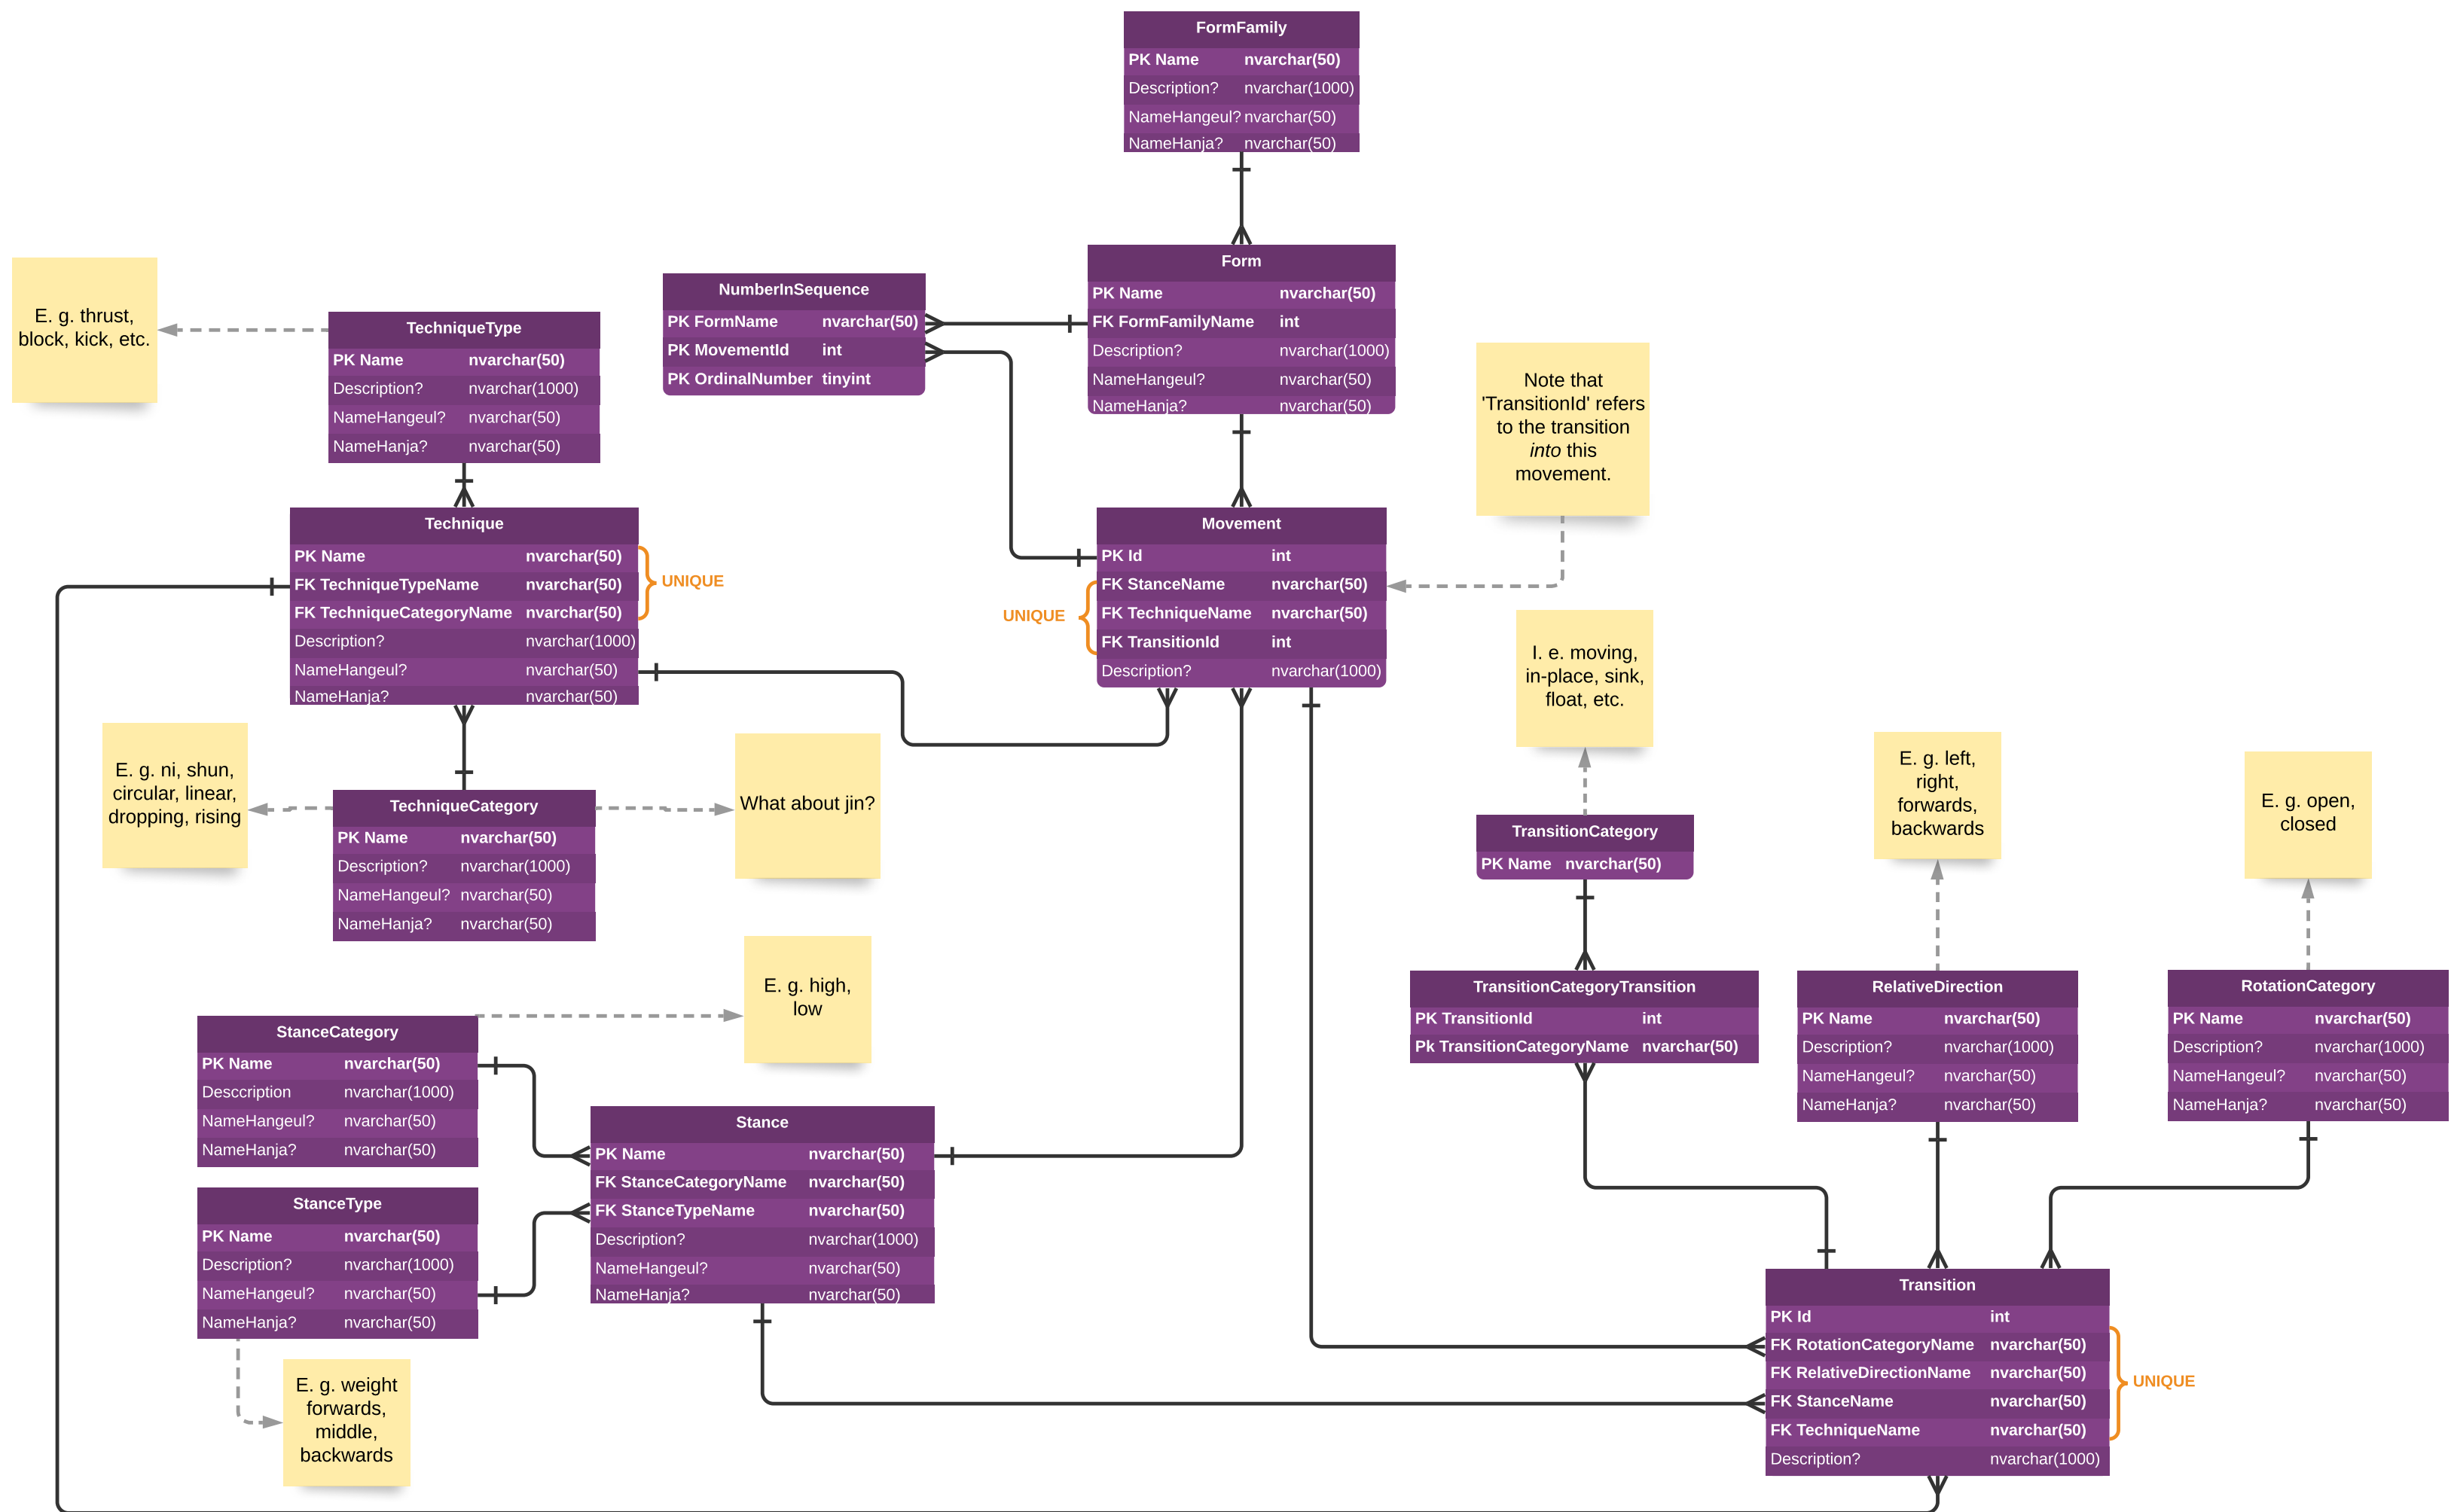 FormFamily
PK Name nvarchar(50)
Description? nvarchar(1000)
NameHangeul? nvarchar(50)
NameHanja? nvarchar(50)
Form
PK Name nvarchar(50)
FK FormFamilyName int
Description? nvarchar(1000)
NameHangeul? nvarchar(50)
NameHanja? nvarchar(50)
NumberInSequence
PK FormName nvarchar(50)
PK MovementId int
PK OrdinalNumber tinyint
E. g. thrust,
block, kick, etc.
TechniqueType
PK Name nvarchar(50)
Description? nvarchar(1000)
NameHangeul? nvarchar(50)
NameHanja? nvarchar(50)
Note that
'TransitionId' refers
to the transition
into this
movement.
Technique
PK Name nvarchar(50)
FK TechniqueTypeName nvarchar(50)
FK TechniqueCategoryName nvarchar(50)
Description? nvarchar(1000)
NameHangeul? nvarchar(50)
NameHanja? nvarchar(50)
UNIQUE
Movement
PK Id int
FK StanceName nvarchar(50)
FK TechniqueName nvarchar(50)
FK TransitionId int
Description? nvarchar(1000)
UNIQUE
I. e. moving,
in-place, sink,
float, etc.
E. g. ni, shun,
circular, linear,
dropping, rising
TechniqueCategory
PK Name nvarchar(50)
Description? nvarchar(1000)
NameHangeul? nvarchar(50)
NameHanja? nvarchar(50)
What about jin?
E. g. left,
right,
forwards,
backwards
E. g. open,
closed
TransitionCategory
PK Name nvarchar(50)
E. g. high,
low
TransitionCategoryTransition
PK TransitionId int
Pk TransitionCategoryName nvarchar(50)
RelativeDirection
PK Name nvarchar(50)
Description? nvarchar(1000)
NameHangeul? nvarchar(50)
NameHanja? nvarchar(50)
RotationCategory
PK Name nvarchar(50)
Description? nvarchar(1000)
NameHangeul? nvarchar(50)
NameHanja? nvarchar(50)
StanceCategory
PK Name nvarchar(50)
Desccription nvarchar(1000)
NameHangeul? nvarchar(50)
NameHanja? nvarchar(50)
Stance
PK Name nvarchar(50)
FK StanceCategoryName nvarchar(50)
FK StanceTypeName nvarchar(50)
Description? nvarchar(1000)
NameHangeul? nvarchar(50)
NameHanja? nvarchar(50)
StanceType
PK Name nvarchar(50)
Description? nvarchar(1000)
NameHangeul? nvarchar(50)
NameHanja? nvarchar(50)
E. g. weight
forwards,
middle,
backwards
Transition
PK Id int
FK RotationCategoryName nvarchar(50)
FK RelativeDirectionName nvarchar(50)
FK StanceName nvarchar(50)
FK TechniqueName nvarchar(50)
Description? nvarchar(1000)
UNIQUE